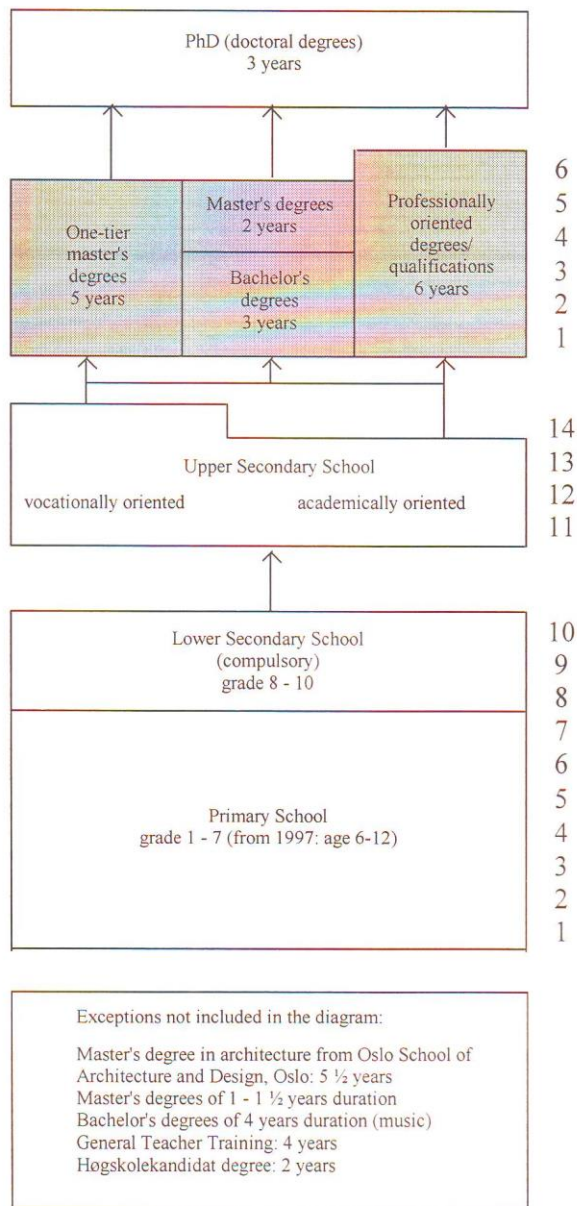 PhD (doctoral degrees)
3 years
One-tier
master's
degrees
5 years
Master's degrees
2 years
Bachelor's
degrees
3 years
Professionally
oriented
degrees/
qualifications
6 years
6
5
4
3
2
1
Upper Secondary School
vocationally oriented
academically oriented
14
13
12
11
Lower Secondary School
(compulsory)
grade 8 - 10
10
9
8
Primary School
grade 1 - 7 (from 1997: age 6-12)
7
6
5
4
3
2
1
Exceptions not included in the diagram:
Master's degree in architecture from Oslo School of
Architecture and Design, Oslo: 5 ½ years
Master's degrees of 1 - 1 ½ years duration
Bachelor's degrees of 4 years duration (music)
General Teacher Training: 4 years
Høgskolekandidat degree: 2 years